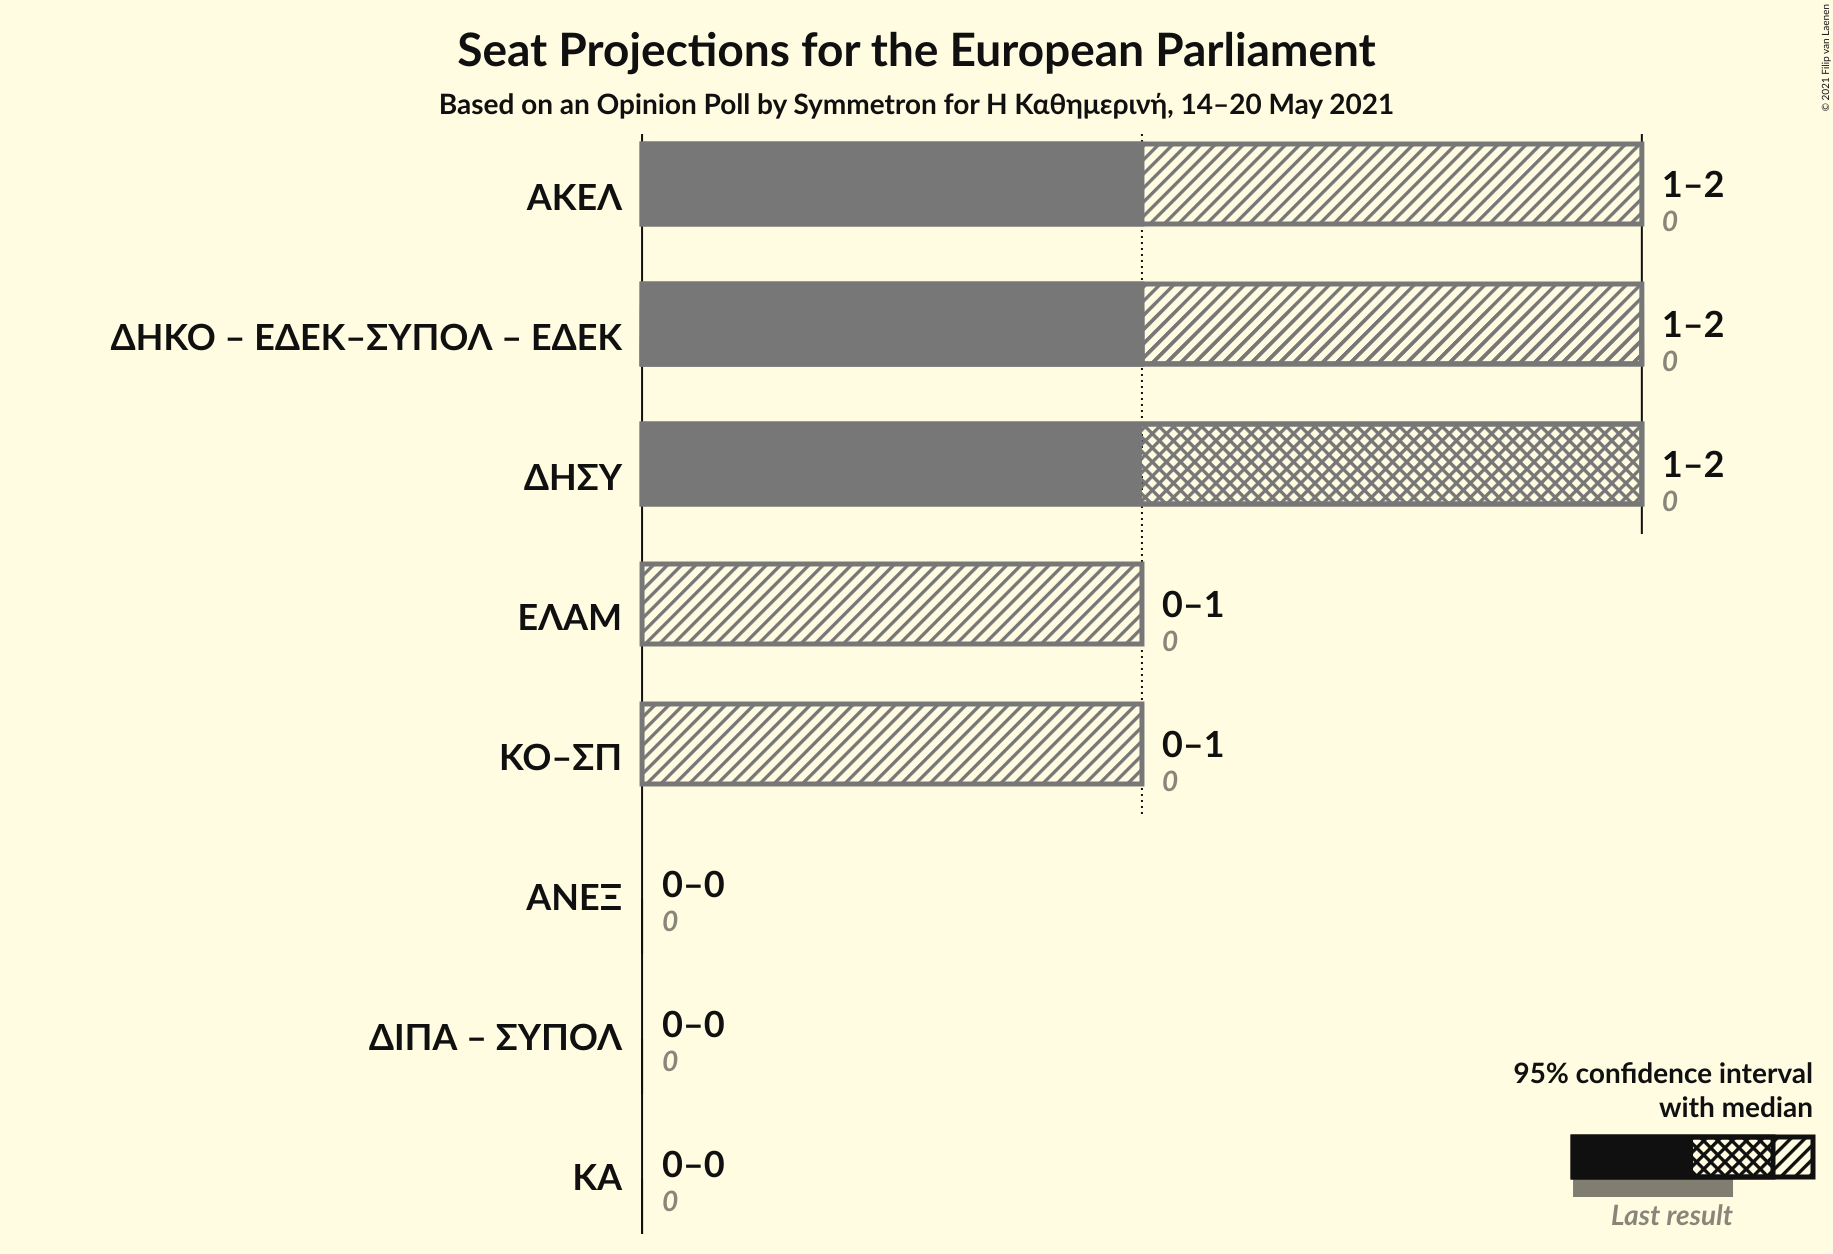 Seat Projections for the European Parliament
Based on an Opinion Poll by Symmetron for Η Καθημερινή, 14–20 May 2021
© 2021 Filip van Laenen
ΑΚΕΛ
1–2
0
ΔΗΚΟ – ΕΔΕΚ–ΣΥΠΟΛ – ΕΔΕΚ
1–2
0
ΔΗΣΥ
1–2
0
ΕΛΑΜ
0–1
0
ΚΟ–ΣΠ
0–1
0
ΑΝΕΞ
0–0
0
ΔΙΠΑ – ΣΥΠΟΛ
0–0
0
ΚΑ
0–0
0
95% confidence interval
with median
Last result